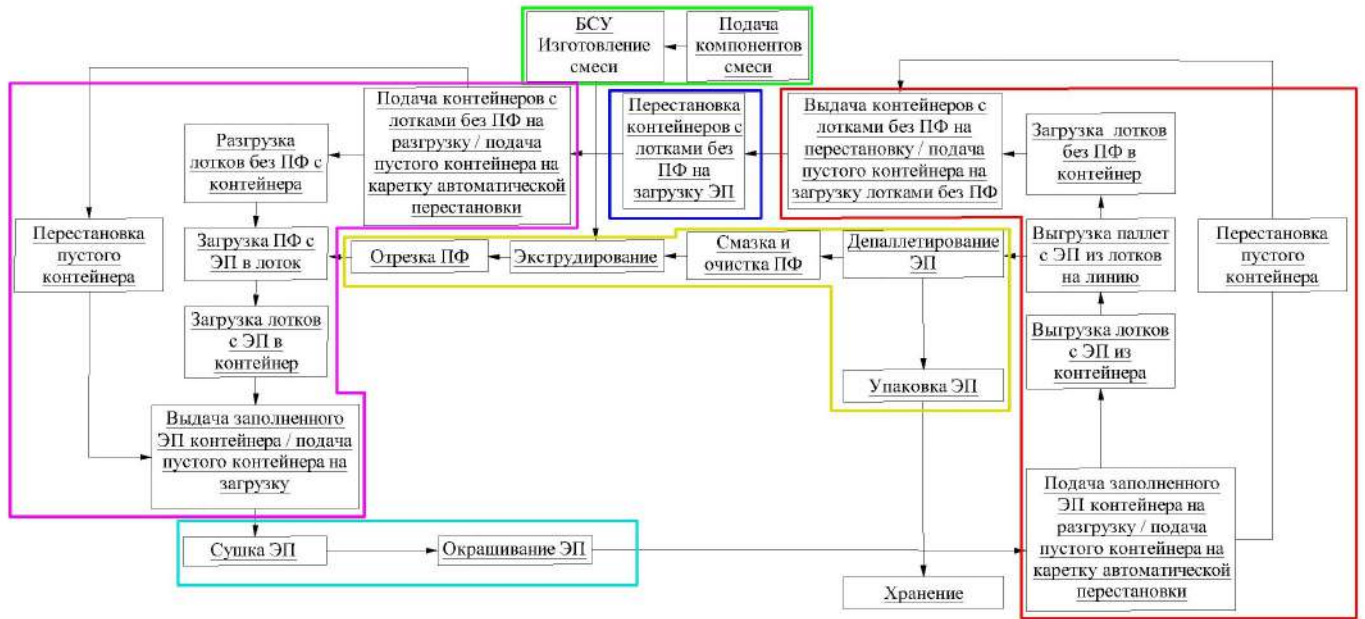 БСУ
Изготовление
смеси
Подача
компонентов
смеси
Подача контейнеров с
лотками без ПФ на
разгрузку / подача
пустого контейнера на
каретку автоматической
перестановки
Перестановка
контейнеров с
лотками без
ПФ на
загрузку ЭП
Выдача контейнеров с
лотками без ПФ на
перестановку / подача
пустого контейнера на
загрузку лотками без ПФ
Загрузка лотков
без ПФ в
контейнер
Разгрузка
лотков без ПФ с
контейнера
Перестановка
пустого
контейнера
Загрузка ПФ с
ЭП в лоток
Отрезка ПФ
Экструдирование
Смазка и
очистка ПФ
Депаллетирование
ЭП
Выгрузка паллет
с ЭП из лотков
на линию
Перестановка
пустого
контейнера
Загрузка лотков
с ЭП в
контейнер
Выгрузка лотков
с ЭП из
контейнера
Упаковка ЭП
Выдача заполненного
ЭП контейнера / подача
пустого контейнера на
загрузку
Подача заполненного
ЭП контейнера на
разгрузку / подача
пустого контейнера на
каретку автоматической
перестановки
Сушка ЭП
Окрашивание ЭП
Хранение